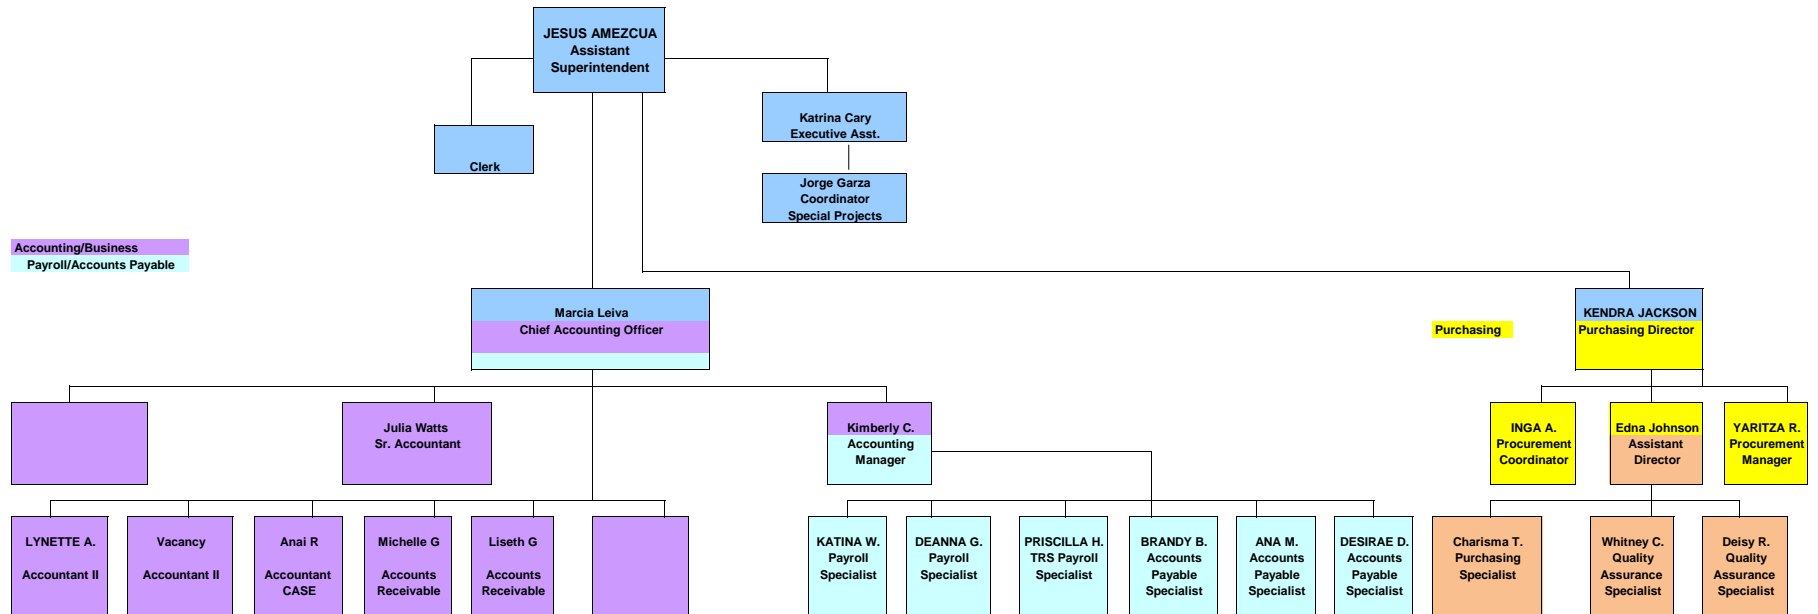 JESUS AMEZCUA
Assistant
Superintendent
Katrina Cary
Executive Asst.
Clerk
Jorge Garza
Coordinator
Special Projects
Accounting/Business
Payroll/Accounts Payable
Marcia Leiva
Chief Accounting Officer
Purchasing
KENDRA JACKSON
Purchasing Director
Julia Watts
Sr. Accountant
Kimberly C.
Accounting
Manager
INGA A.
Procurement
Coordinator
Edna Johnson
Assistant
Director
YARITZA R.
Procurement
Manager
LYNETTE A.
Accountant II
Vacancy
Accountant II
Anai R
Accountant
CASE
Michelle G
Accounts
Receivable
Liseth G
Accounts
Receivable
KATINA W.
Payroll
Specialist
DEANNA G.
Payroll
Specialist
PRISCILLA H.
TRS Payroll
Specialist
BRANDY B.
Accounts
Payable
Specialist
ANA M.
Accounts
Payable
Specialist
DESIRAE D.
Accounts
Payable
Specialist
Charisma T.
Purchasing
Specialist
Whitney C.
Quality
Assurance
Specialist
Deisy R.
Quality
Assurance
Specialist